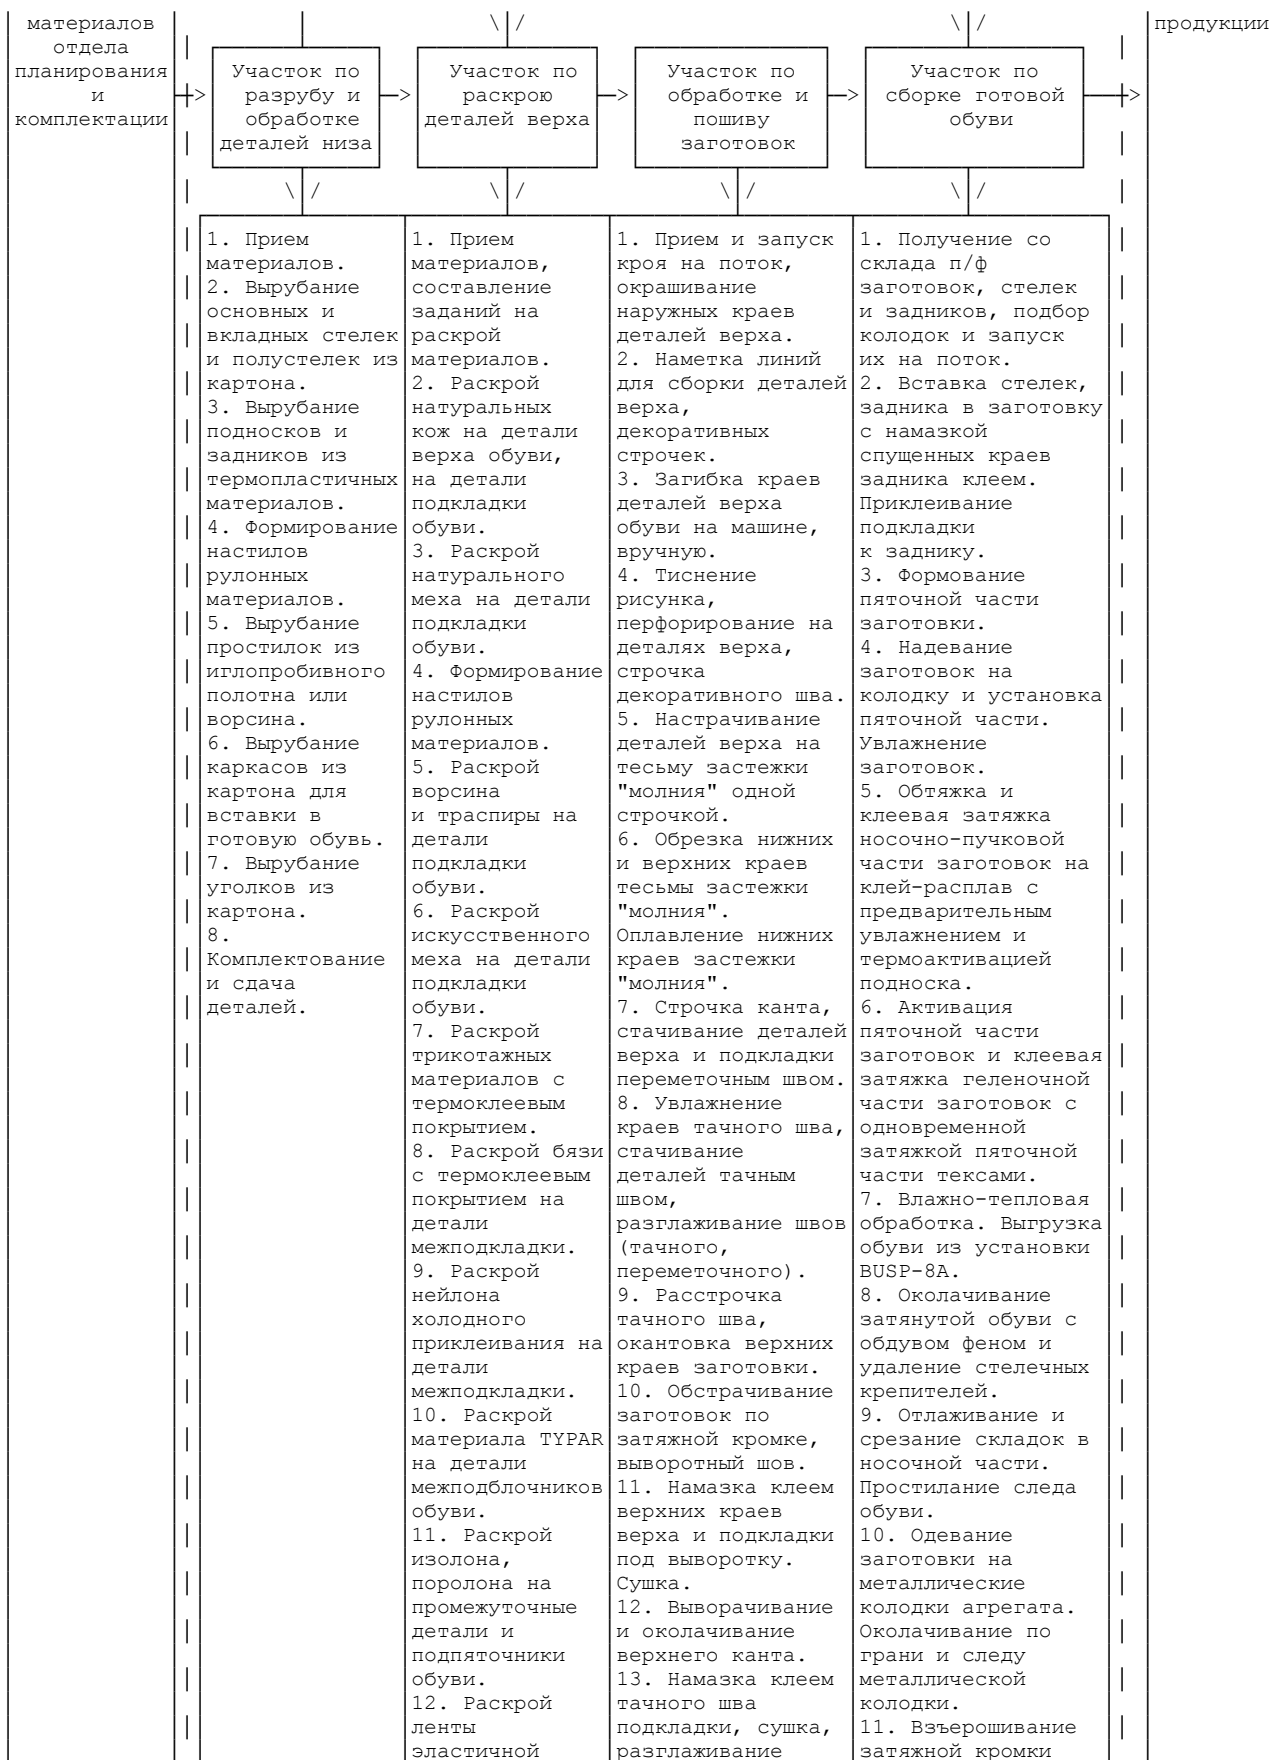 материалов
отдела
планирования
и
комплектации
Участок по
разрубу и
обработке
деталей низа
Участок по
раскрою
деталей верха
Участок по
обработке и
пошиву
заготовок
Участок по
сборке готовой
обуви
продукции
1. Прием
материалов.
2. Вырубание
основных и
вкладных стелек
и полустелек из
картона.
3. Вырубание
подносков и
задников из
термопластичных
материалов.
4. Формирование
настилов
рулонных
материалов.
5. Вырубание
простилок из
иглопробивного
полотна или
ворсина.
6. Вырубание
каркасов из
картона для
вставки в
готовую обувь.
7. Вырубание
уголков из
картона.
8.
Комплектование
и сдача
деталей.
1. Прием
материалов,
составление
заданий на
раскрой
материалов.
2. Раскрой
натуральных
кож на детали
верха обуви,
на детали
подкладки
обуви.
3. Раскрой
натурального
меха на детали
подкладки
обуви.
4. Формирование
настилов
рулонных
материалов.
5. Раскрой
ворсина
и траспиры на
детали
подкладки
обуви.
6. Раскрой
искусственного
меха на детали
подкладки
обуви.
7. Раскрой
трикотажных
материалов с
термоклеевым
покрытием.
8. Раскрой бязи
с термоклеевым
покрытием на
детали
межподкладки.
9. Раскрой
нейлона
холодного
приклеивания на
детали
межподкладки.
10. Раскрой
материала TYPAR
на детали
межподблочников
обуви.
11. Раскрой
изолона,
поролона на
промежуточные
детали и
подпяточники
обуви.
12. Раскрой
ленты
эластичной
1. Прием и запуск
кроя на поток,
окрашивание
наружных краев
деталей верха.
2. Наметка линий
для сборки деталей
верха,
декоративных
строчек.
3. Загибка краев
деталей верха
обуви на машине,
вручную.
4. Тиснение
рисунка,
перфорирование на
деталях верха,
строчка
декоративного шва.
5. Настрачивание
деталей верха на
тесьму застежки
"молния" одной
строчкой.
6. Обрезка нижних
и верхних краев
тесьмы застежки
"молния".
Оплавление нижних
краев застежки
"молния".
7. Строчка канта,
стачивание деталей
верха и подкладки
переметочным швом.
8. Увлажнение
краев тачного шва,
стачивание
деталей тачным
швом,
разглаживание швов
(тачного,
переметочного).
9. Расстрочка
тачного шва,
окантовка верхних
краев заготовки.
10. Обстрачивание
заготовок по
затяжной кромке,
выворотный шов.
11. Намазка клеем
верхних краев
верха и подкладки
под выворотку.
Сушка.
12. Выворачивание
и околачивание
верхнего канта.
13. Намазка клеем
тачного шва
подкладки, сушка,
разглаживание
1. Получение со
склада п/ф
заготовок, стелек
и задников, подбор
колодок и запуск
их на поток.
2. Вставка стелек,
задника в заготовку
с намазкой
спущенных краев
задника клеем.
Приклеивание
подкладки
к заднику.
3. Формование
пяточной части
заготовки.
4. Надевание
заготовок на
колодку и установка
пяточной части.
Увлажнение
заготовок.
5. Обтяжка и
клеевая затяжка
носочно-пучковой
части заготовок на
клей-расплав с
предварительным
увлажнением и
термоактивацией
подноска.
6. Активация
пяточной части
заготовок и клеевая
затяжка геленочной
части заготовок с
одновременной
затяжкой пяточной
части тексами.
7. Влажно-тепловая
обработка. Выгрузка
обуви из установки
BUSP-8A.
8. Околачивание
затянутой обуви с
обдувом феном и
удаление стелечных
крепителей.
9. Отлаживание и
срезание складок в
носочной части.
Простилание следа
обуви.
10. Одевание
заготовки на
металлические
колодки агрегата.
Околачивание по
грани и следу
металлической
колодки.
11. Взъерошивание
затяжной кромки